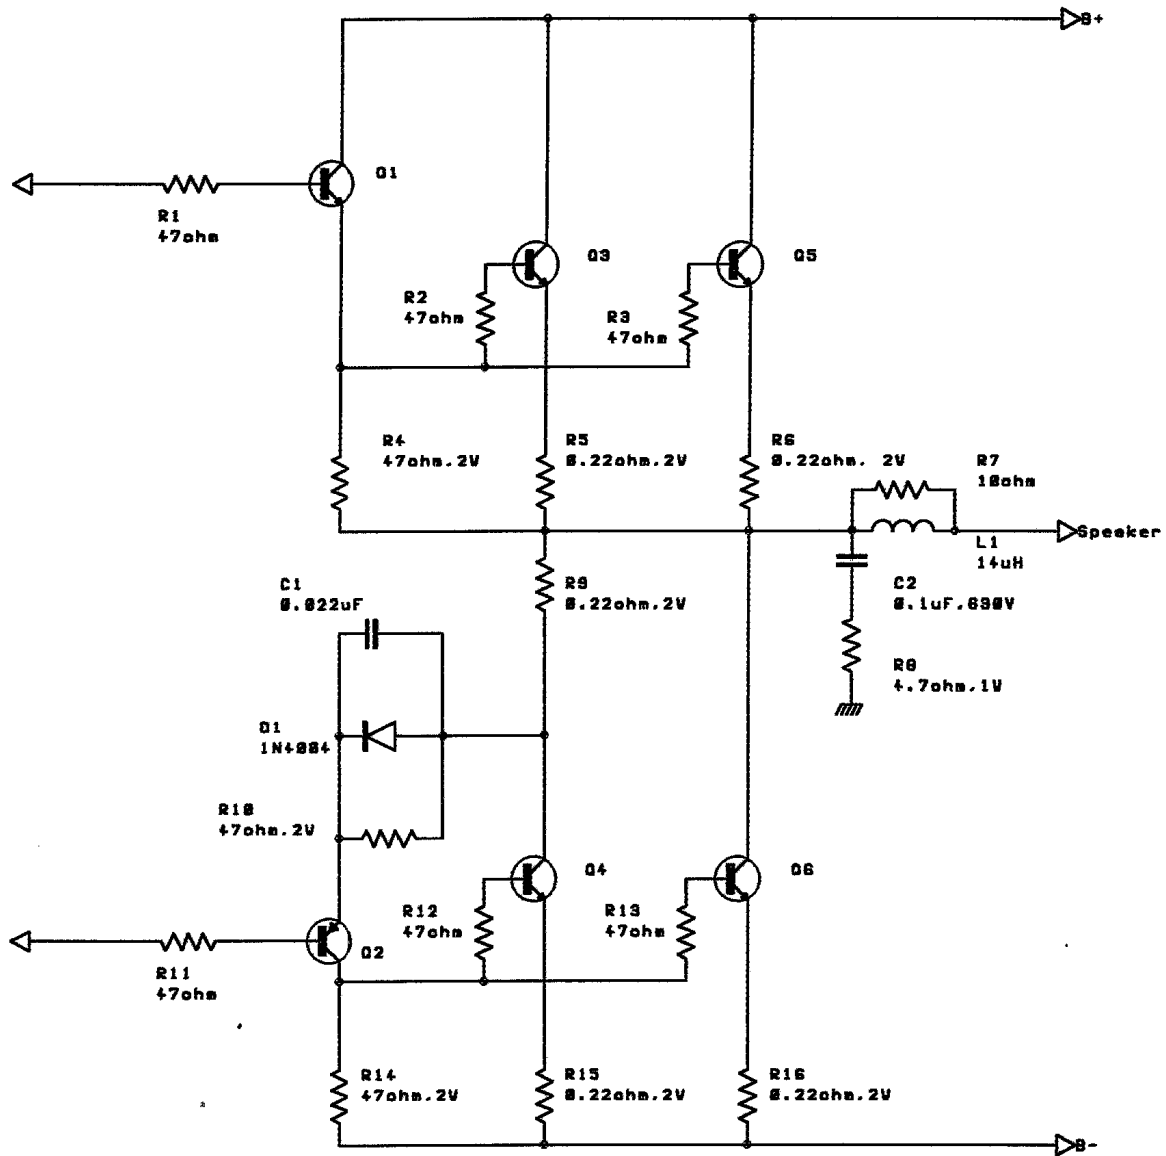 B+
Q1
R1
47ohm
Q3
Q5
R2
47ohm
R3
47ohm
R4
47ohm.2W
R5
0.22ohm.2W
R6
0.22ohm. 2W
R7
10ohm
Speaker
L1
14uH
R9
0.22ohm.2W
C1
0.022uF
C2
0.1uF.630V
R8
4.7ohm.1W
D1
1N4004
R10
47ohm.2W
Q4
Q6
R12
47ohm
R13
47ohm
Q2
R11
47ohm
R14
47ohm.2W
R15
0.22ohm.2W
R16
0.22ohm.2W
B-